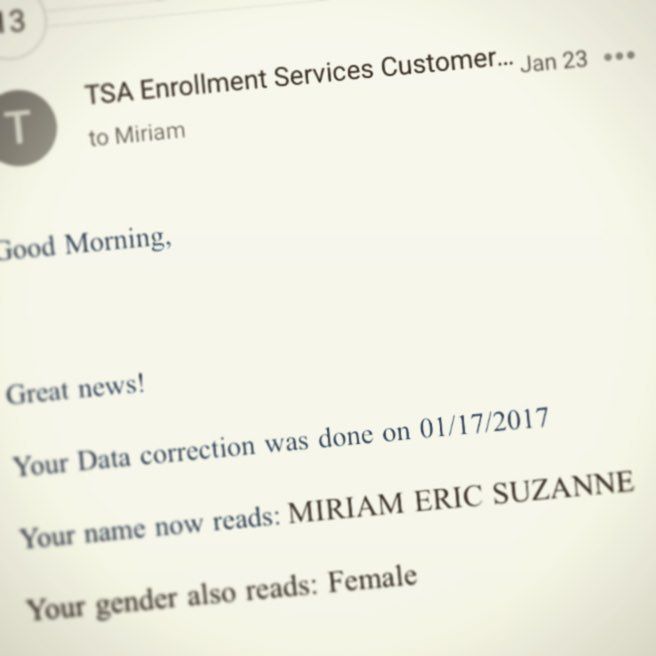 13
TSA Enrollment Services Customer... Jan 23 •••
T
to Miriam
Good Morning,
Great news!
Your Data correction was done on 01/17/2017
Your name now reads: MIRIAM ERIC SUZANNE
Your gender also reads: Female